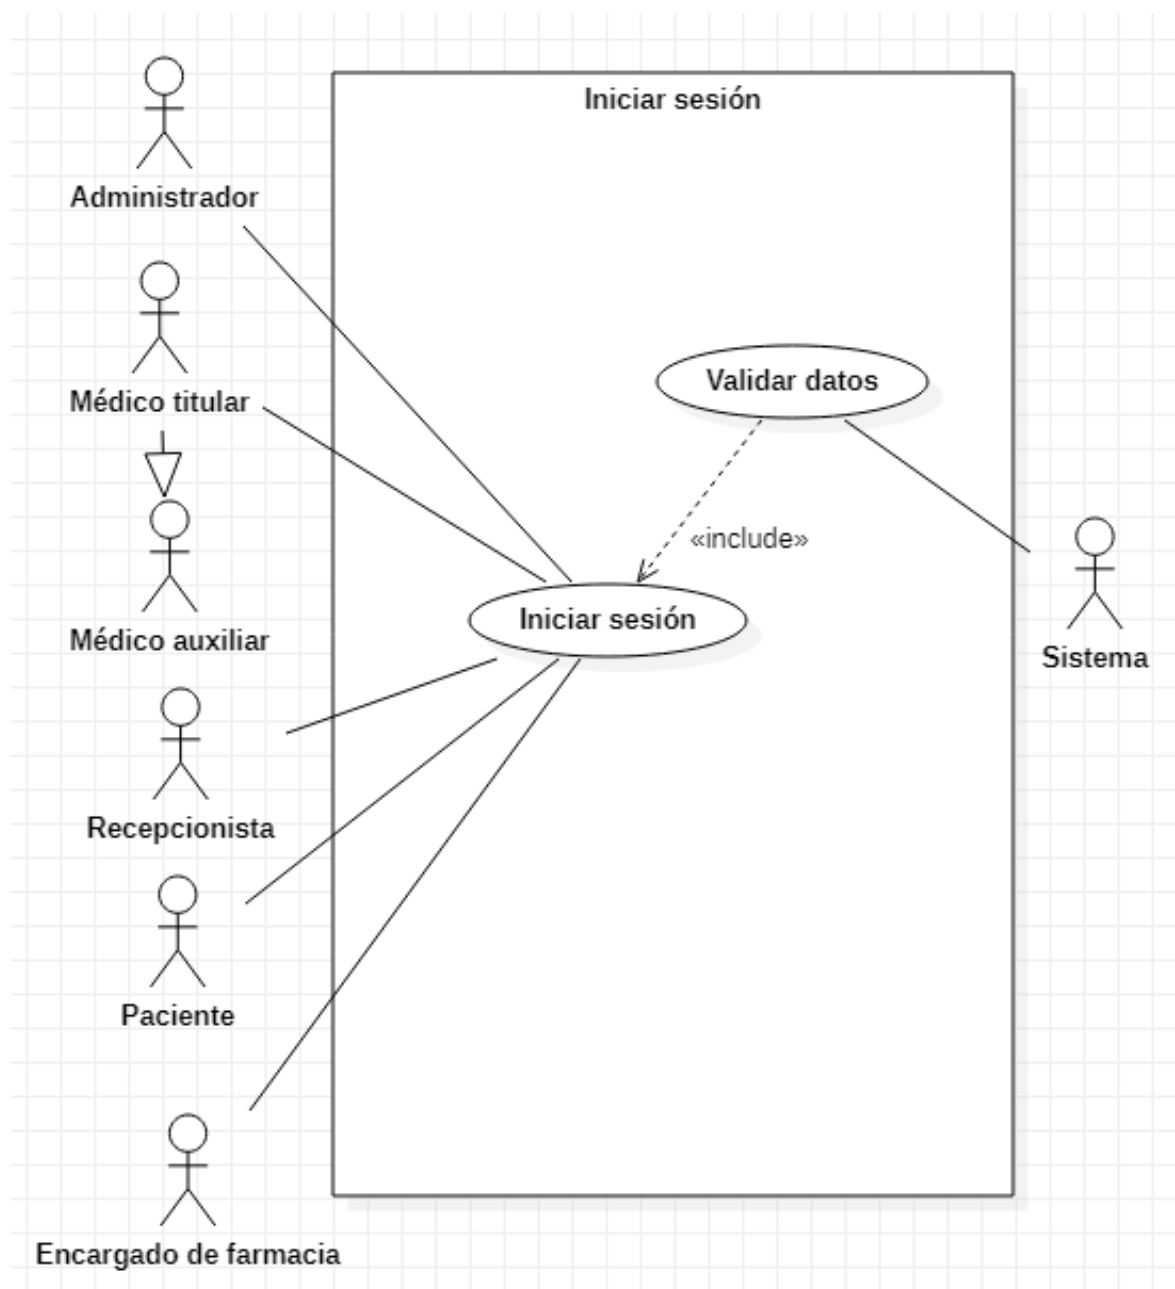 Iniciar sesión
Administrador
Médico titular
Validar datos
«include»
Iniciar sesión
Médico auxiliar
Sistema
Recepcionista
Paciente
Encargado de farmacia